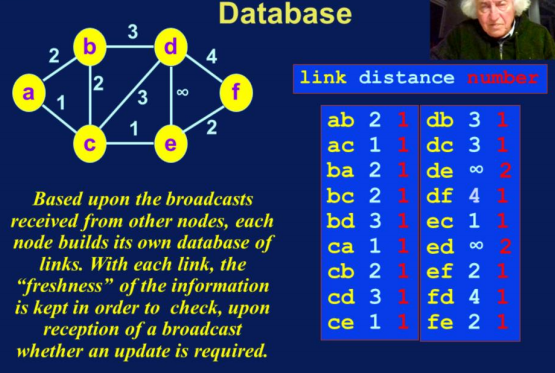 Database
3
b
d
2
4
2
a
∞
f
3
1
1
2
c
e
link distance number
ab 2 1 db 3 1
ac 1 1 dc 3 1
ba 2 1 de ∞ 2
bc 2 1 df 4 1
bd 3 1 ec 1 1
ca 1 1 ed ∞ 2
cb 2 1 ef 2 1
cd 3 1 fd 4 1
ce 1 1 fe 2 1
Based upon the broadcasts
received from other nodes, each
node builds its own database of
links. With each link, the
“freshness” of the information
is kept in order to check, upon
reception of a broadcast
whether an update is required.